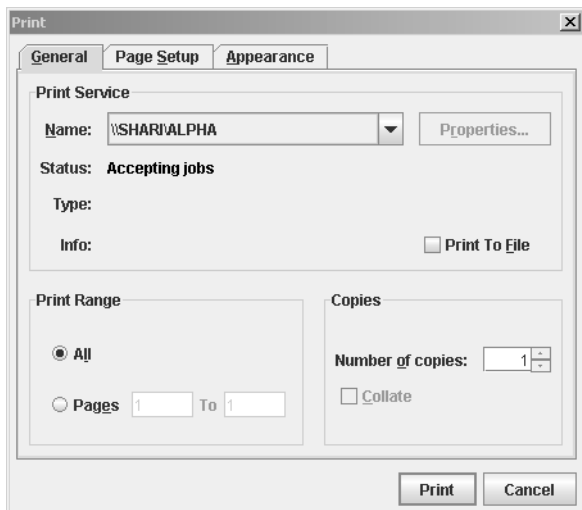 Print
General Page Setup Appearance
Print Service
Name: \\SHARI\ALPHA Properties...
Status: Accepting jobs
Type:
Info: Print To File
Print Range Copies
All
Number of copies: 1
Collate
Pages 1 To 1
Print Cancel